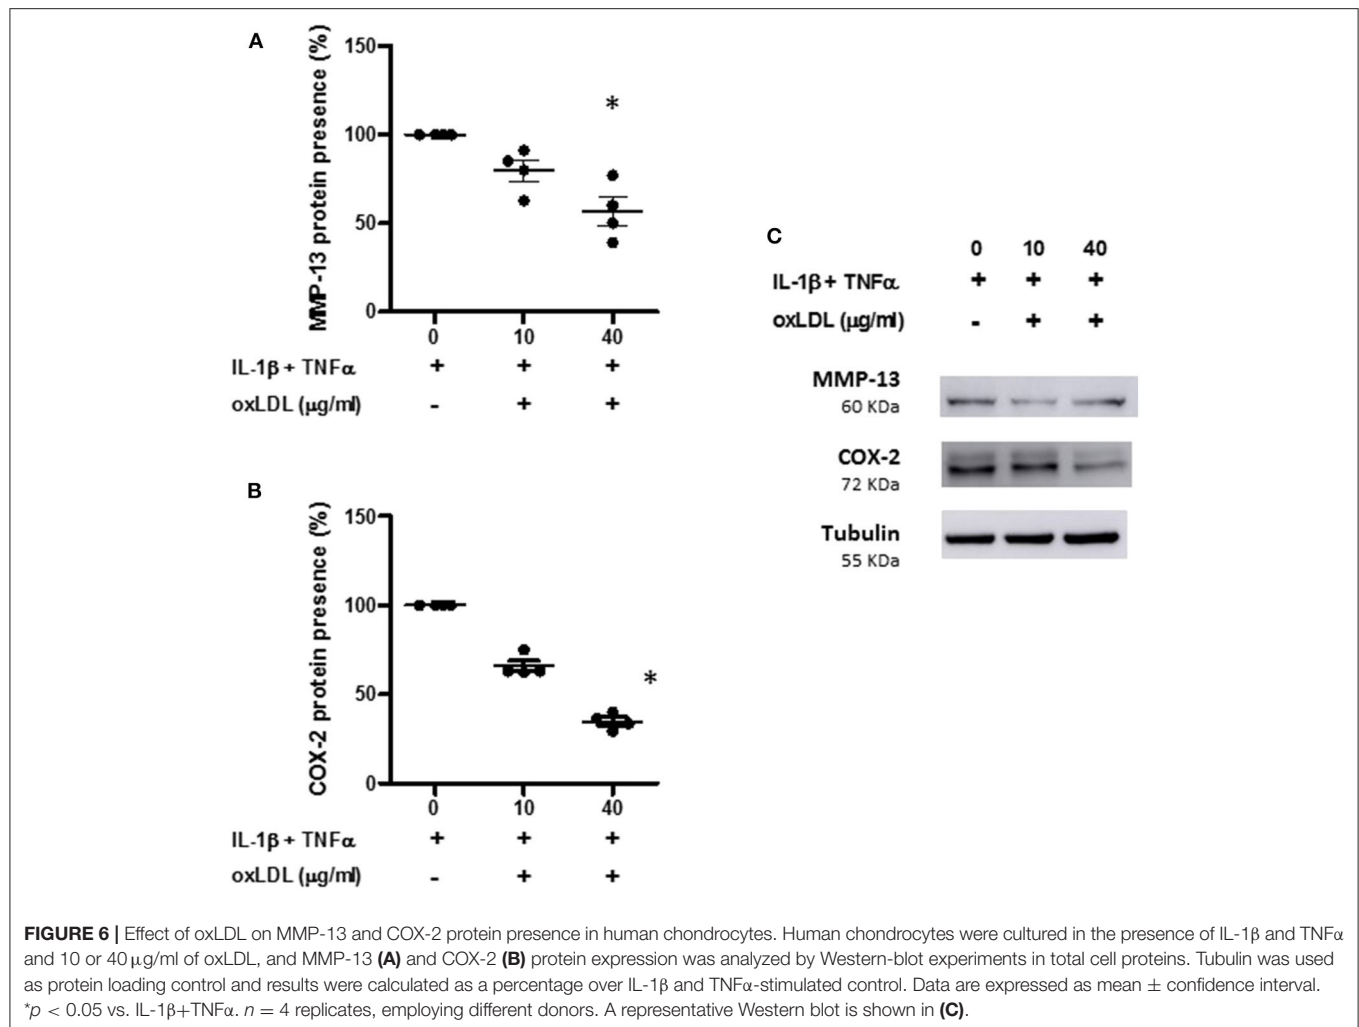 A
MMP-13 protein presence (%)
150
100
50
0
0 10 40
IL-1β + TNFα + + +
oxLDL (µg/ml) - + +
*
B
COX-2 protein presence (%)
150
100
50
0
0 10 40
IL-1β + TNFα + + +
oxLDL (µg/ml) - + +
*
C
0 10 40
IL-1β + TNFα + + +
oxLDL (µg/ml) - + +
MMP-13
60 KDa
COX-2
72 KDa
Tubulin
55 KDa
FIGURE 6 | Effect of oxLDL on MMP-13 and COX-2 protein presence in human chondrocytes. Human chondrocytes were cultured in the presence of IL-1β and TNFα
and 10 or 40 µg/ml of oxLDL, and MMP-13 (A) and COX-2 (B) protein expression was analyzed by Western-blot experiments in total cell proteins. Tubulin was used
as protein loading control and results were calculated as a percentage over IL-1β and TNFα-stimulated control. Data are expressed as mean ± confidence interval.
*p < 0.05 vs. IL-1β+TNFα. n = 4 replicates, employing different donors. A representative Western blot is shown in (C).